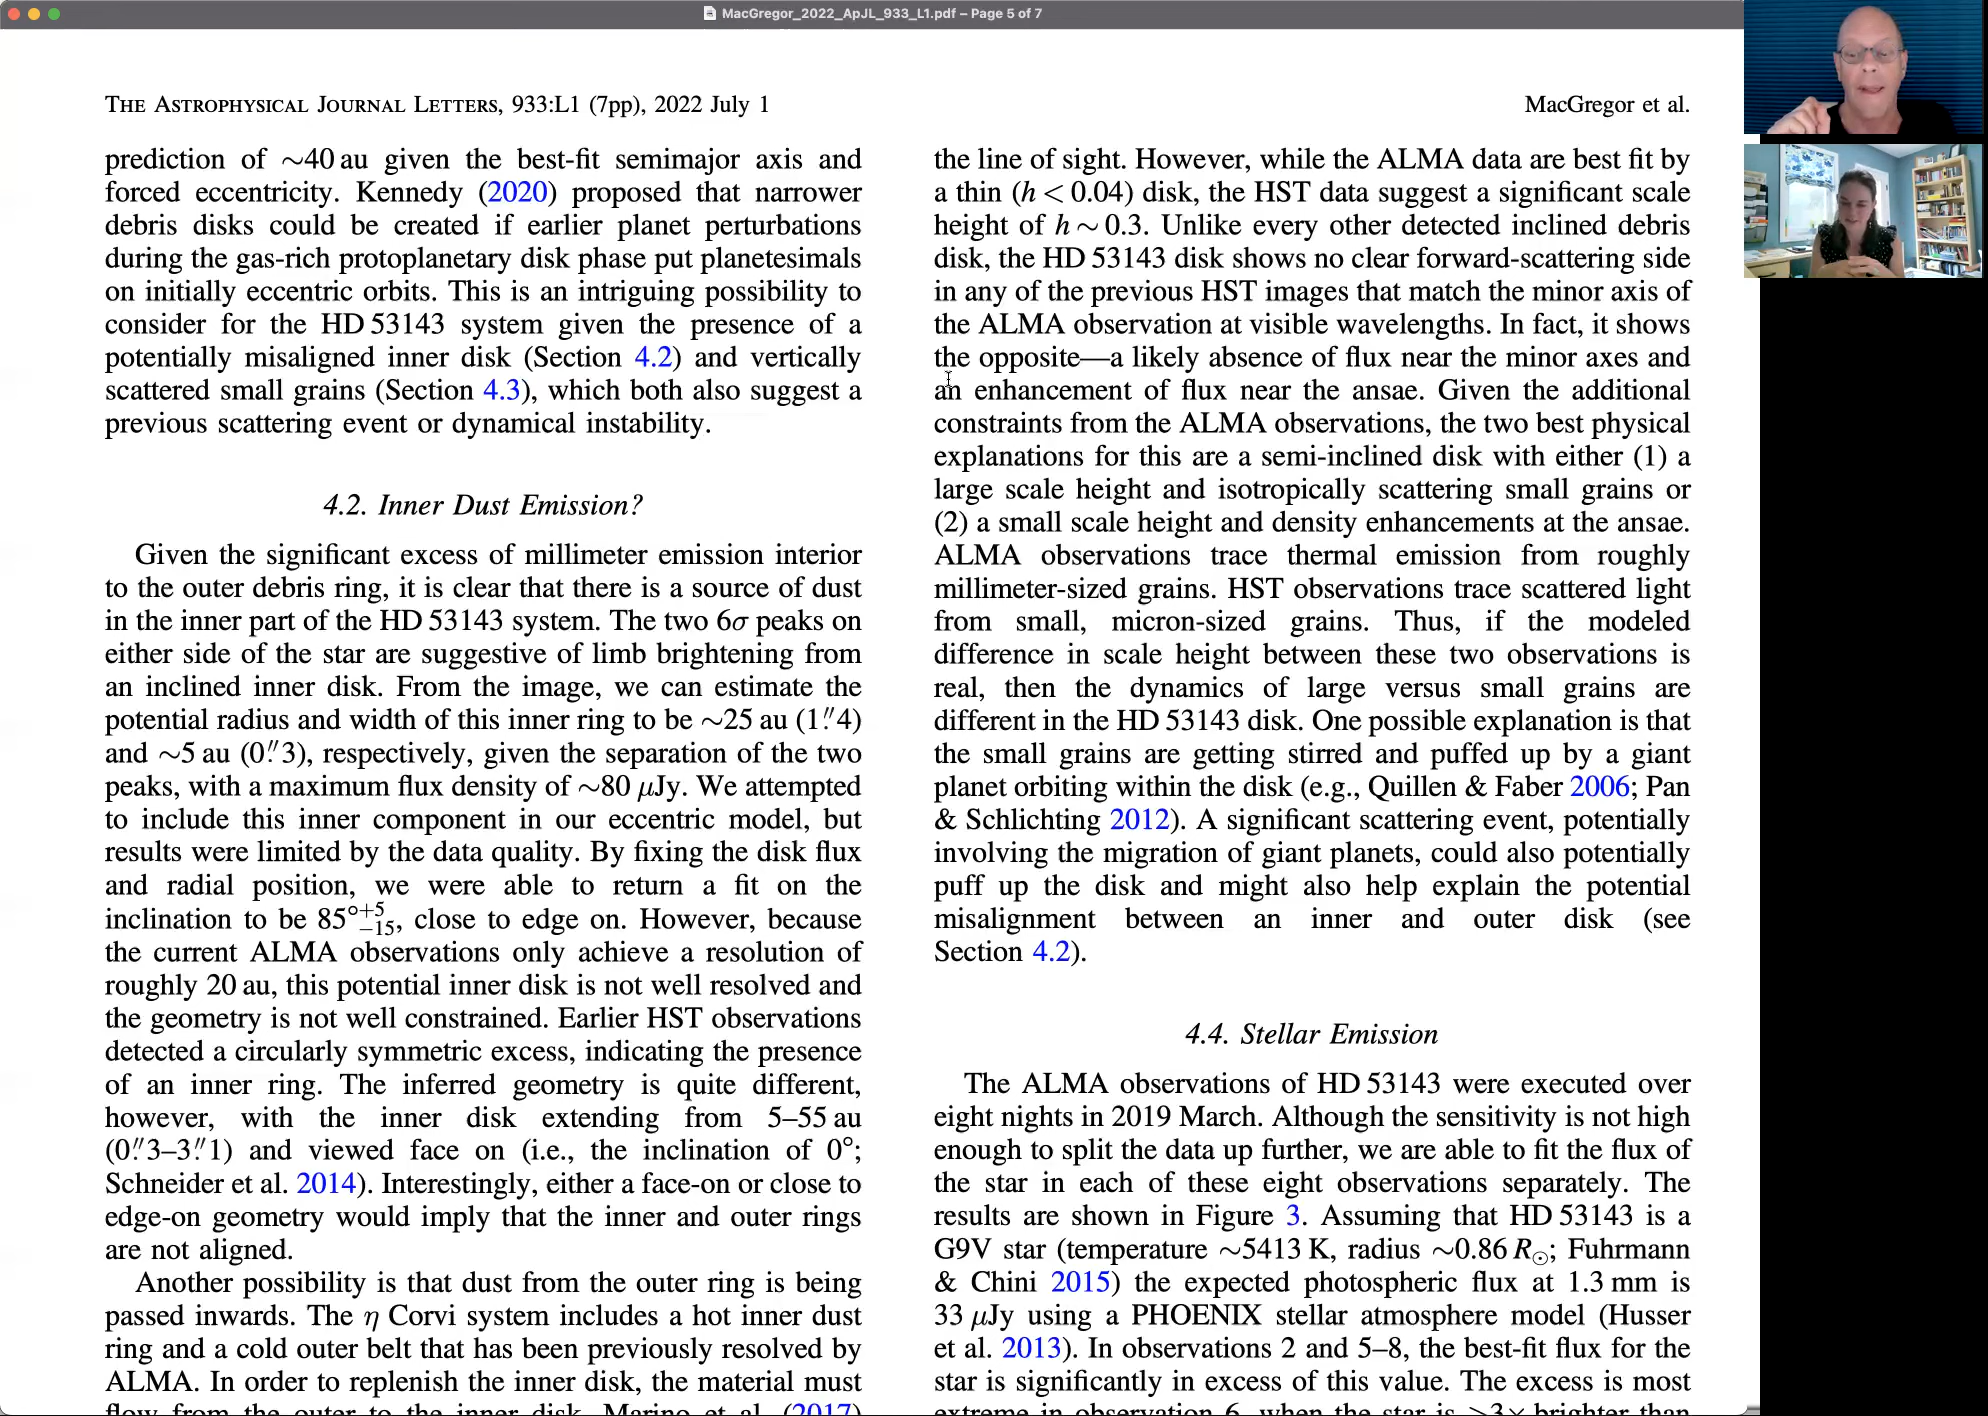 MacGregor_2022_ApJL_933_L1.pdf – Page 5 of 7
THE ASTROPHYSICAL JOURNAL LETTERS, 933:L1 (7pp), 2022 July 1
MacGregor et al.
prediction of ∼40 au given the best-fit semimajor axis and
forced eccentricity. Kennedy (2020) proposed that narrower
debris disks could be created if earlier planet perturbations
during the gas-rich protoplanetary disk phase put planetesimals
on initially eccentric orbits. This is an intriguing possibility to
consider for the HD 53143 system given the presence of a
potentially misaligned inner disk (Section 4.2) and vertically
scattered small grains (Section 4.3), which both also suggest a
previous scattering event or dynamical instability.
4.2. Inner Dust Emission?
Given the significant excess of millimeter emission interior
to the outer debris ring, it is clear that there is a source of dust
in the inner part of the HD 53143 system. The two 6σ peaks on
either side of the star are suggestive of limb brightening from
an inclined inner disk. From the image, we can estimate the
potential radius and width of this inner ring to be ∼25 au (1.″4)
and ∼5 au (0.″3), respectively, given the separation of the two
peaks, with a maximum flux density of ∼80 μJy. We attempted
to include this inner component in our eccentric model, but
results were limited by the data quality. By fixing the disk flux
and radial position, we were able to return a fit on the
inclination to be 85°+5−15, close to edge on. However, because
the current ALMA observations only achieve a resolution of
roughly 20 au, this potential inner disk is not well resolved and
the geometry is not well constrained. Earlier HST observations
detected a circularly symmetric excess, indicating the presence
of an inner ring. The inferred geometry is quite different,
however, with the inner disk extending from 5–55 au
(0.″3–3.″1) and viewed face on (i.e., the inclination of 0°;
Schneider et al. 2014). Interestingly, either a face-on or close to
edge-on geometry would imply that the inner and outer rings
are not aligned.
Another possibility is that dust from the outer ring is being
passed inwards. The η Corvi system includes a hot inner dust
ring and a cold outer belt that has been previously resolved by
ALMA. In order to replenish the inner disk, the material must
flow from the outer to the inner disk. Marino et al. (2017)
the line of sight. However, while the ALMA data are best fit by
a thin (h < 0.04) disk, the HST data suggest a significant scale
height of h ∼ 0.3. Unlike every other detected inclined debris
disk, the HD 53143 disk shows no clear forward-scattering side
in any of the previous HST images that match the minor axis of
the ALMA observation at visible wavelengths. In fact, it shows
the opposite—a likely absence of flux near the minor axes and
an enhancement of flux near the ansae. Given the additional
constraints from the ALMA observations, the two best physical
explanations for this are a semi-inclined disk with either (1) a
large scale height and isotropically scattering small grains or
(2) a small scale height and density enhancements at the ansae.
ALMA observations trace thermal emission from roughly
millimeter-sized grains. HST observations trace scattered light
from small, micron-sized grains. Thus, if the modeled
difference in scale height between these two observations is
real, then the dynamics of large versus small grains are
different in the HD 53143 disk. One possible explanation is that
the small grains are getting stirred and puffed up by a giant
planet orbiting within the disk (e.g., Quillen & Faber 2006; Pan
& Schlichting 2012). A significant scattering event, potentially
involving the migration of giant planets, could also potentially
puff up the disk and might also help explain the potential
misalignment between an inner and outer disk (see
Section 4.2).
4.4. Stellar Emission
The ALMA observations of HD 53143 were executed over
eight nights in 2019 March. Although the sensitivity is not high
enough to split the data up further, we are able to fit the flux of
the star in each of these eight observations separately. The
results are shown in Figure 3. Assuming that HD 53143 is a
G9V star (temperature ∼5413 K, radius ∼0.86 R☉; Fuhrmann
& Chini 2015) the expected photospheric flux at 1.3 mm is
33 μJy using a PHOENIX stellar atmosphere model (Husser
et al. 2013). In observations 2 and 5–8, the best-fit flux for the
star is significantly in excess of this value. The excess is most
extreme in observation 6, when the star is >3× brighter than